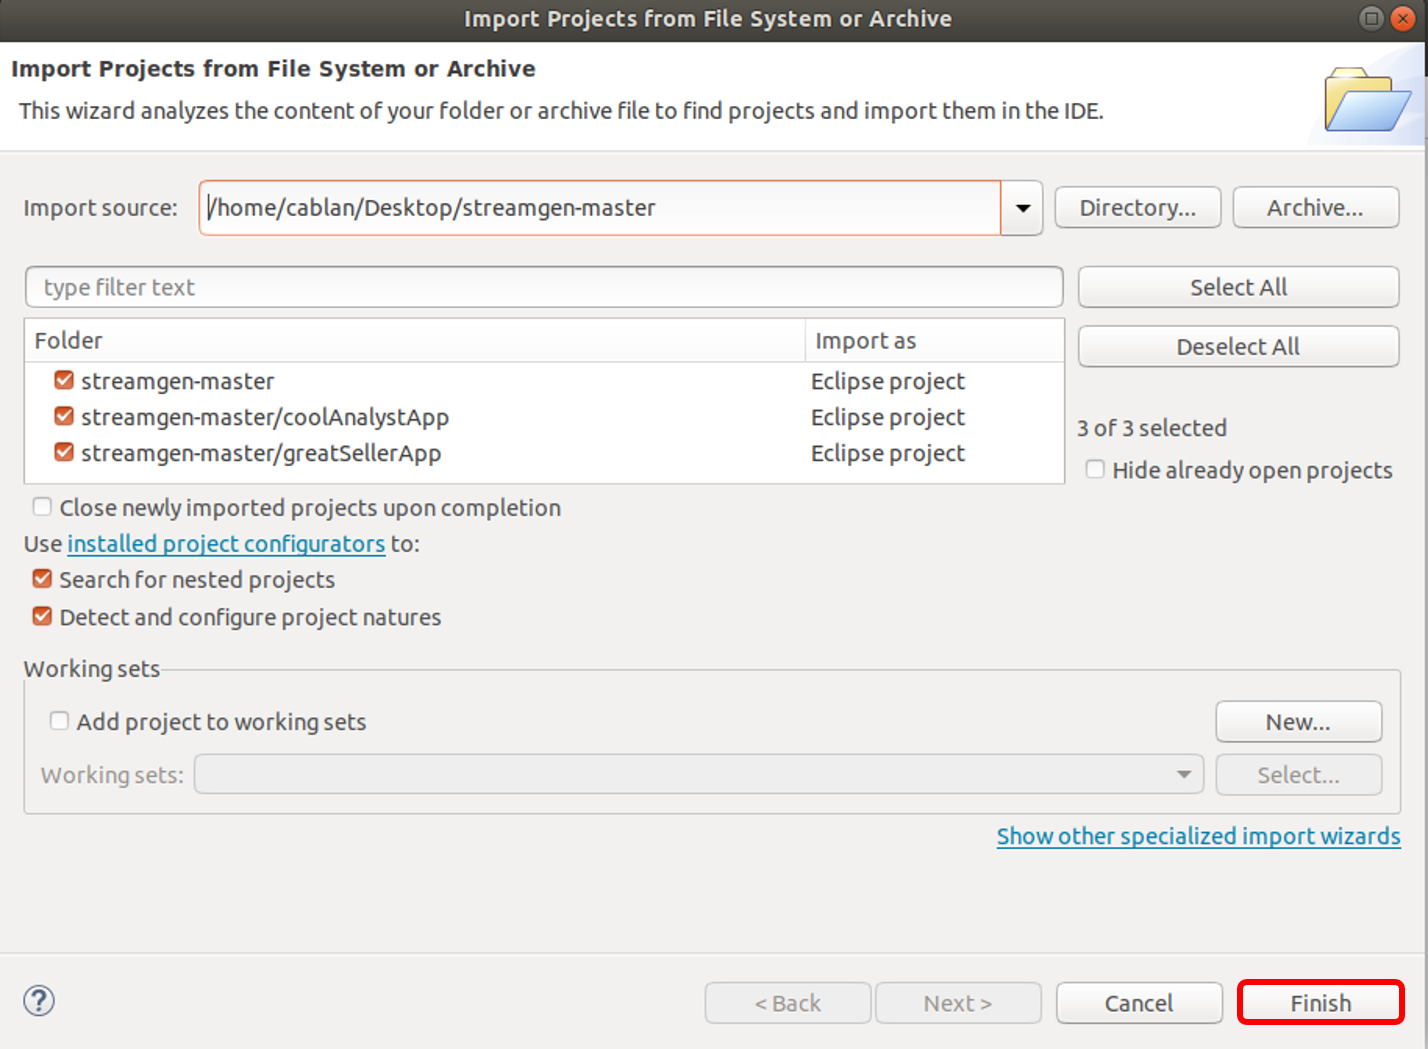 Import Projects from File System or Archive
Import Projects from File System or Archive
This wizard analyzes the content of your folder or archive file to find projects and import them in the IDE.
Import source: /home/cablan/Desktop/streamgen-master Directory... Archive...
type filter text Select All
Folder Import as Deselect All
streamgen-master Eclipse project
streamgen-master/coolAnalystApp Eclipse project
3 of 3 selected
streamgen-master/greatSellerApp Eclipse project
Hide already open projects
Close newly imported projects upon completion
Use installed project configurators to:
Search for nested projects
Detect and configure project natures
Working sets
Add project to working sets New...
Working sets: Select...
Show other specialized import wizards
? < Back Next > Cancel Finish